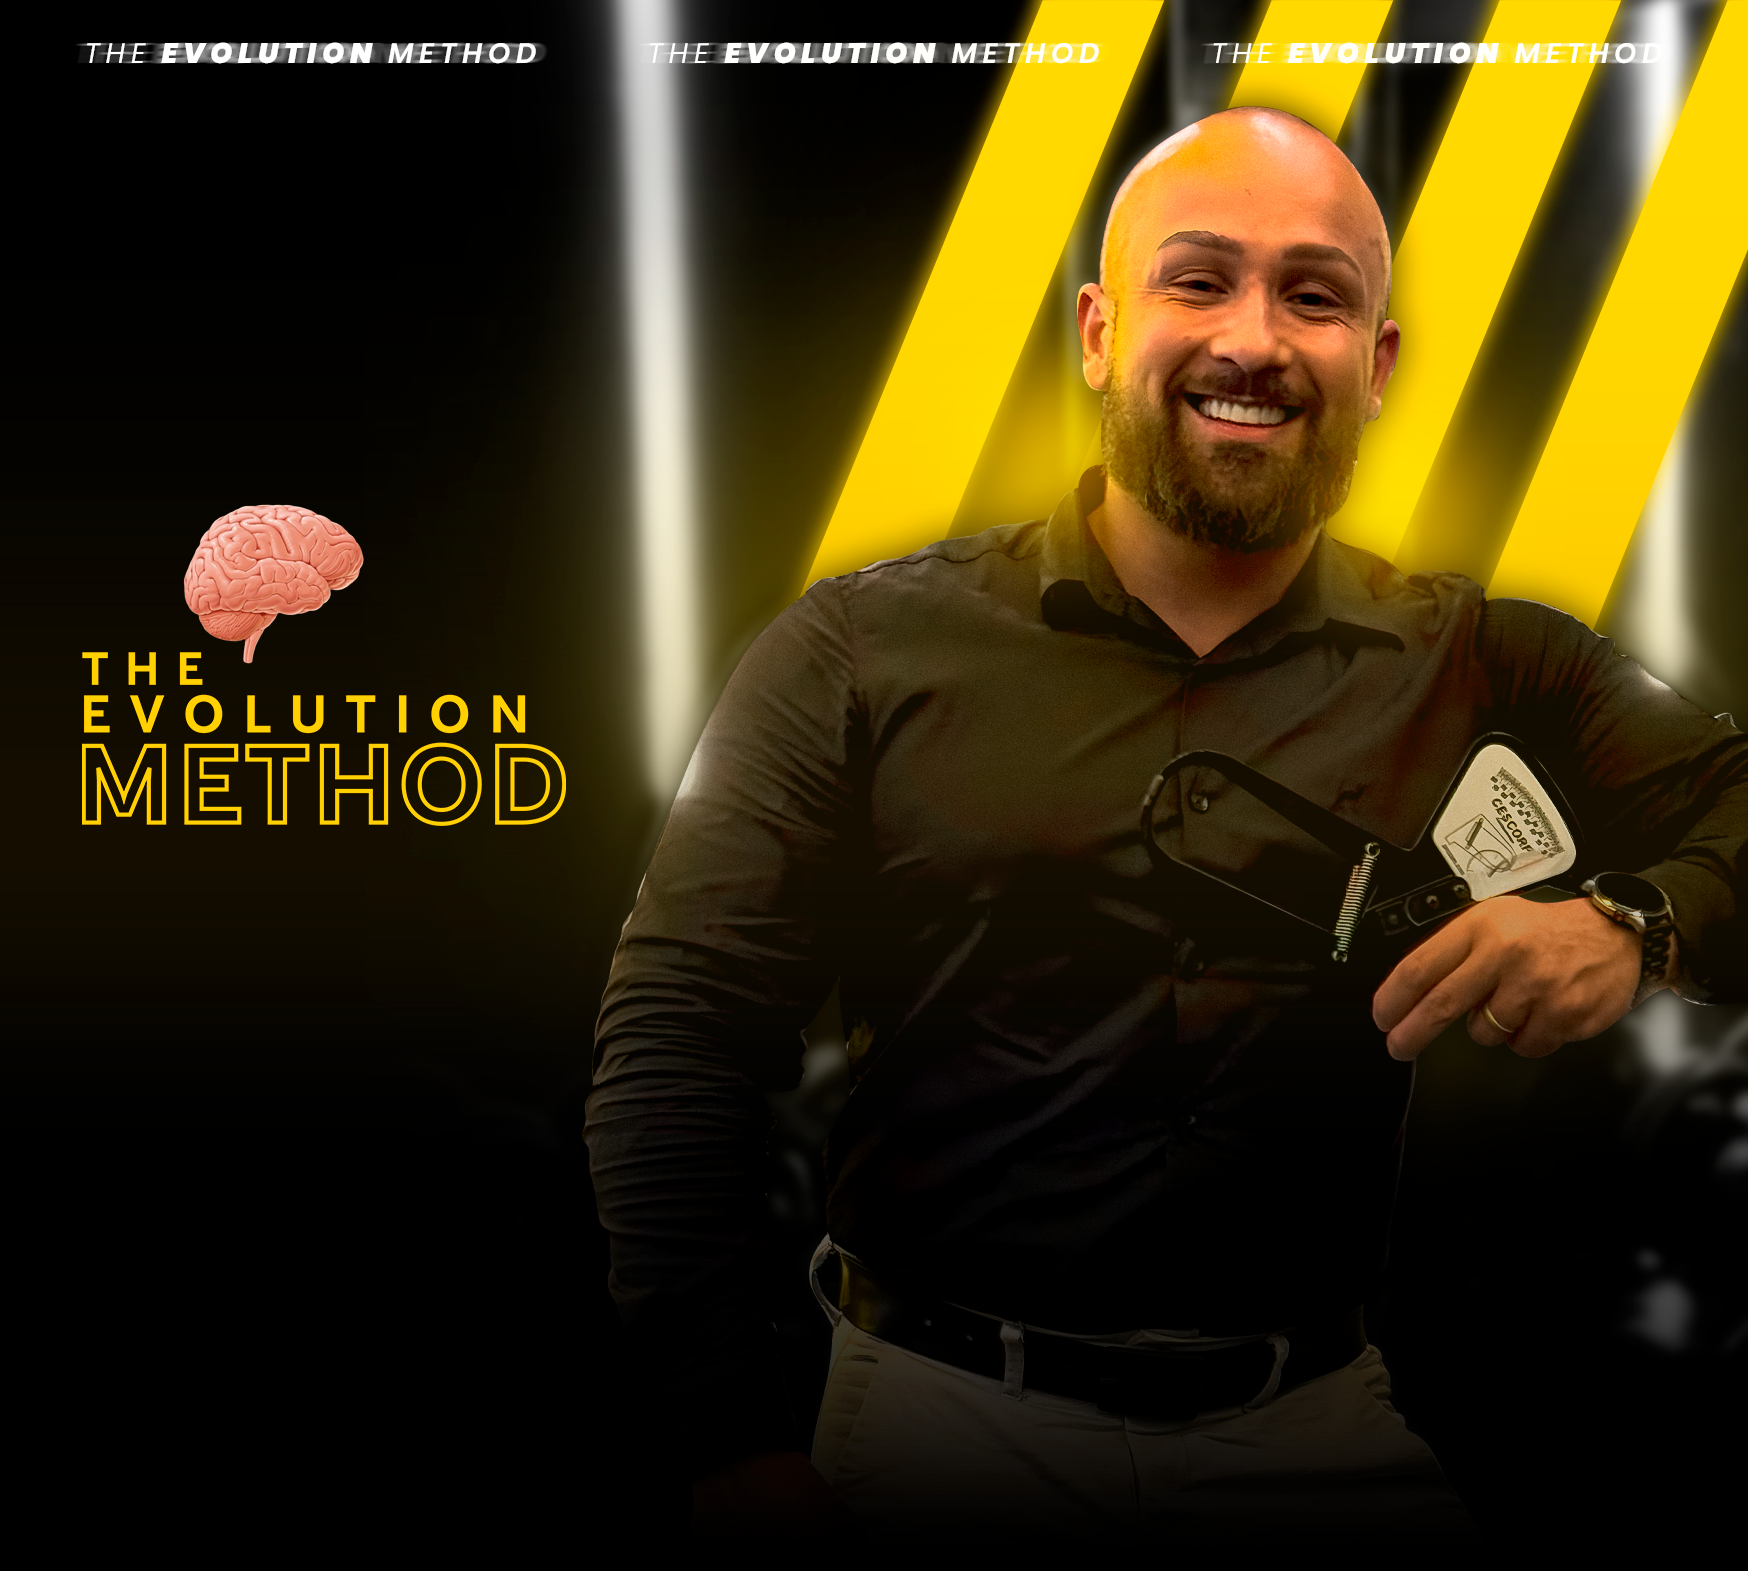 THE EVOLUTION METHOD THE EVOLUTION METHOD THE EVOLUTION METHOD
THE
EVOLUTION
METHOD
CESCORF